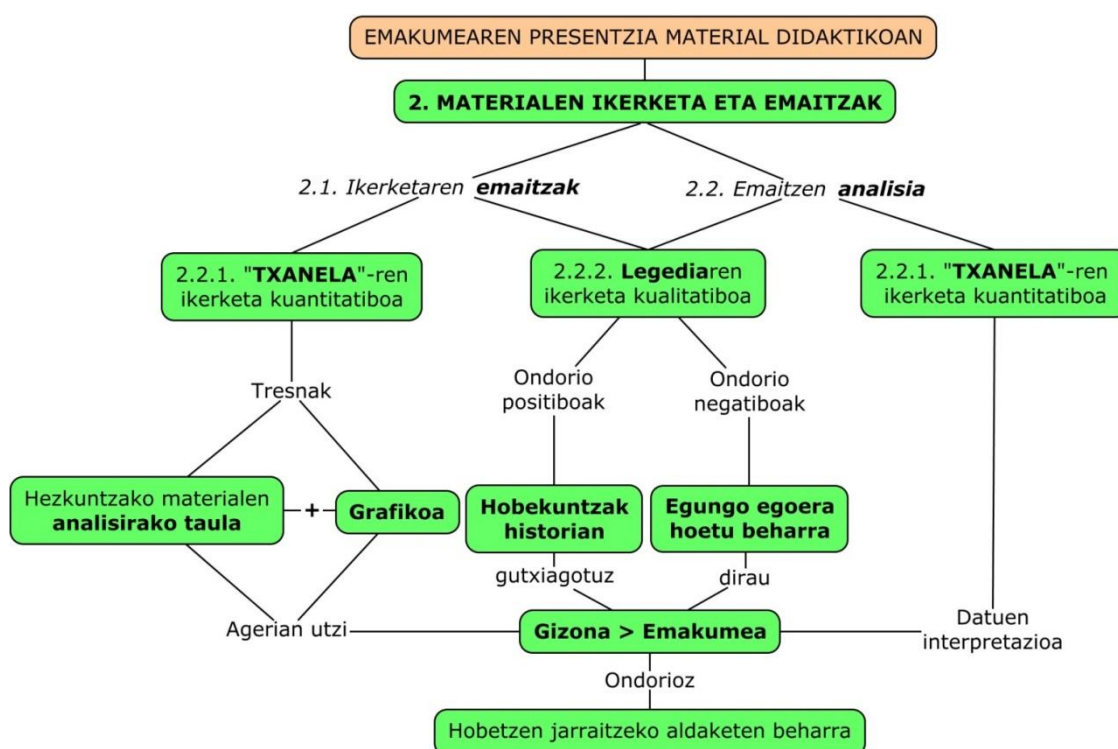 EMAKUMEAREN PRESENTZIA MATERIAL DIDAKTIKOAN
2. MATERIALEN IKERKETA ETA EMAITZAK
2.1. Ikerketaren emaitzak
2.2. Emaitzen analisia
2.2.1. "TXANELA"-ren
ikerketa kuantitatiboa
2.2.2. Legediaren
ikerketa kualitatiboa
2.2.1. "TXANELA"-ren
ikerketa kuantitatiboa
Tresnak
Ondorio
positiboak
Ondorio
negatiboak
Hezkuntzako materialen
analisirako taula
+
Grafikoa
Hobekuntzak
historian
Egungo egoera
hoetu beharra
gutxiagotuz
dirau
Agerian utzi
Gizona > Emakumea
Datuen
interpretazioa
Ondorioz
Hobetzen jarraitzeko aldaketen beharra